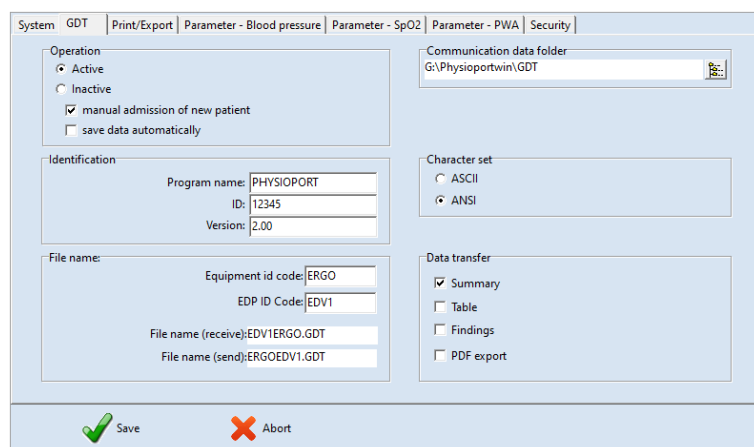 System GDT Print/Export Parameter - Blood pressure Parameter - SpO2 Parameter - PWA Security
Operation
Active
Inactive
manual admission of new patient
save data automatically
Communication data folder
G:\Physioportwin\GDT
Identification
Program name: PHYSIOPORT
ID: 12345
Version: 2.00
Character set
ASCII
ANSI
File name:
Equipment id code: ERGO
EDP ID Code: EDV1
File name (receive): EDV1ERGO.GDT
File name (send): ERGOEDV1.GDT
Data transfer
Summary
Table
Findings
PDF export
Save Abort